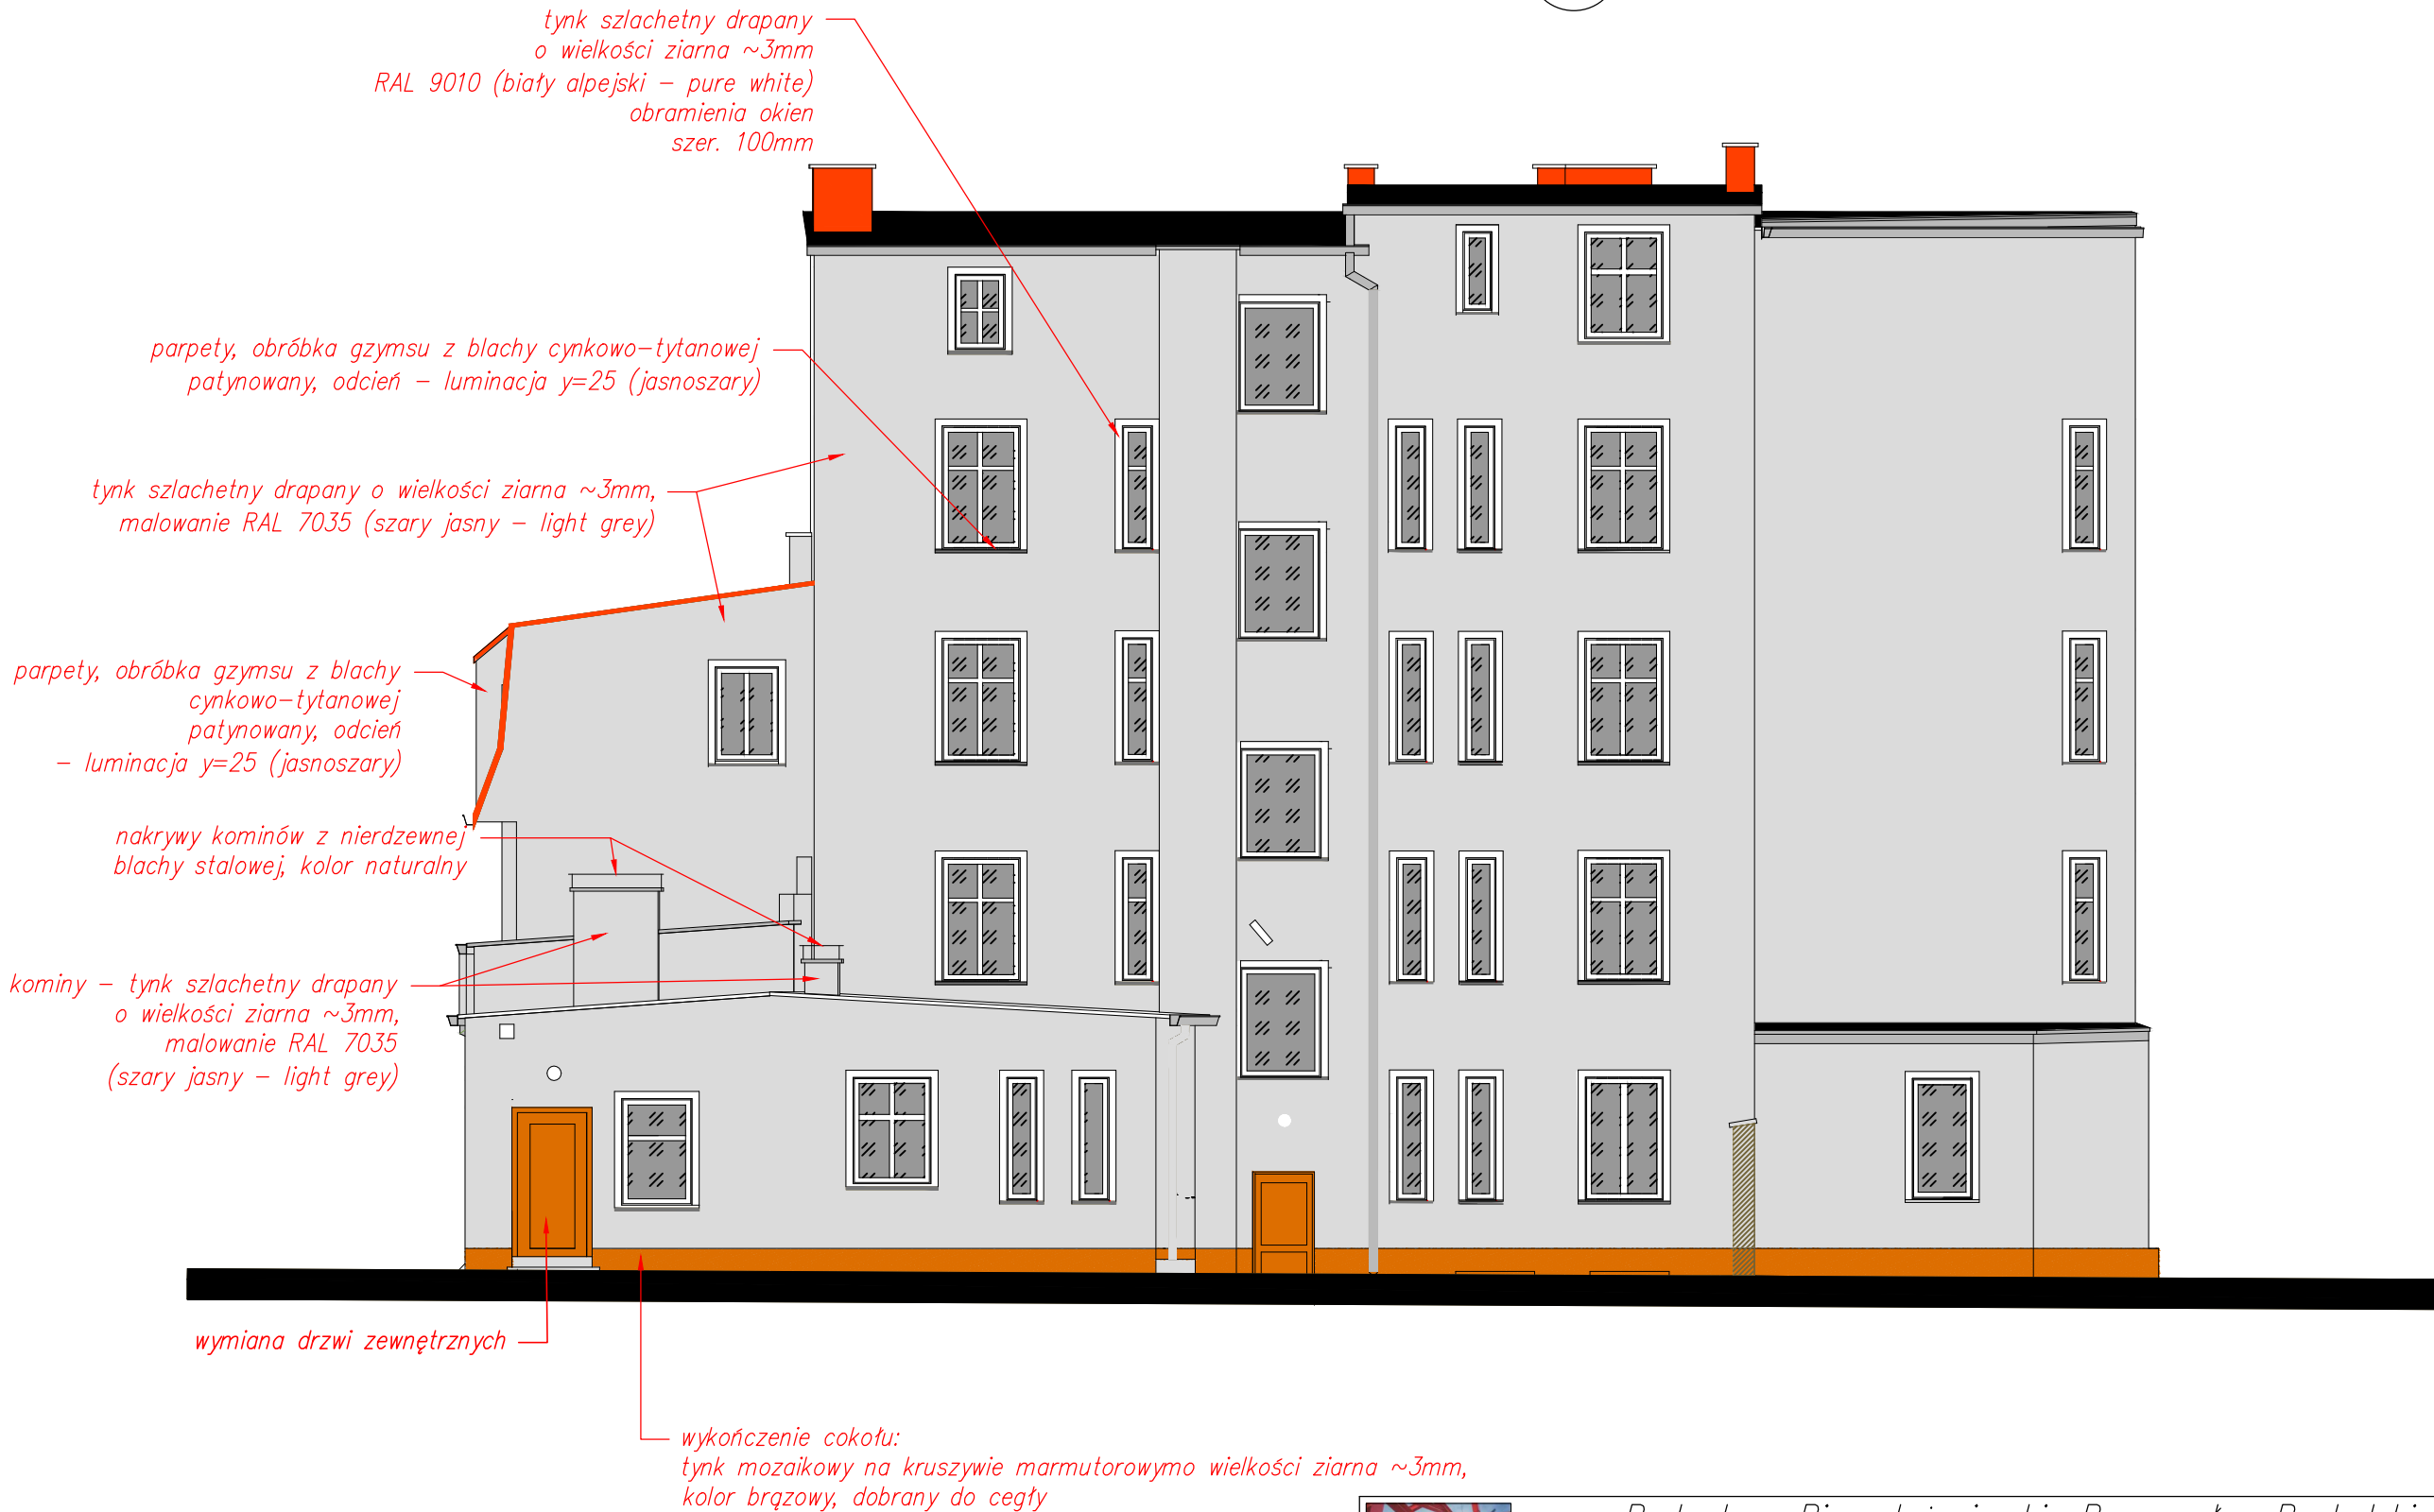 tynk szlachetny drapany
o wielkości ziarna ~3mm
RAL 9010 (biały alpejski – pure white)
obramienia okien
szer. 100mm
parpety, obróbka gzymsu z blachy cynkowo–tytanowej
patynowany, odcień – luminacja y=25 (jasnoszary)
tynk szlachetny drapany o wielkości ziarna ~3mm,
malowanie RAL 7035 (szary jasny – light grey)
parpety, obróbka gzymsu z blachy
cynkowo–tytanowej
patynowany, odcień
– luminacja y=25 (jasnoszary)
nakrywy kominów z nierdzewnej
blachy stalowej, kolor naturalny
kominy – tynk szlachetny drapany
o wielkości ziarna ~3mm,
malowanie RAL 7035
(szary jasny – light grey)
wymiana drzwi zewnętrznych
wykończenie cokołu:
tynk mozaikowy na kruszywie marmutorowymo wielkości ziarna ~3mm,
kolor brązowy, dobrany do cegły